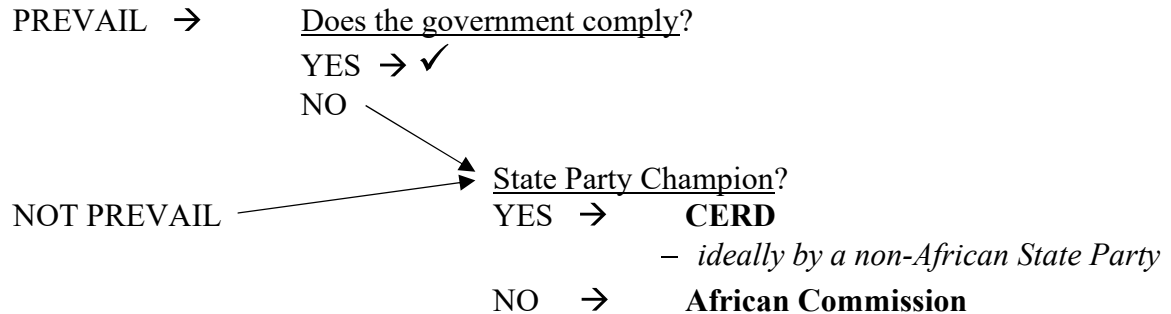 PREVAIL → Does the government comply?
YES → ✓
NO
State Party Champion?
NOT PREVAIL YES → CERD
– ideally by a non-African State Party
NO → African Commission